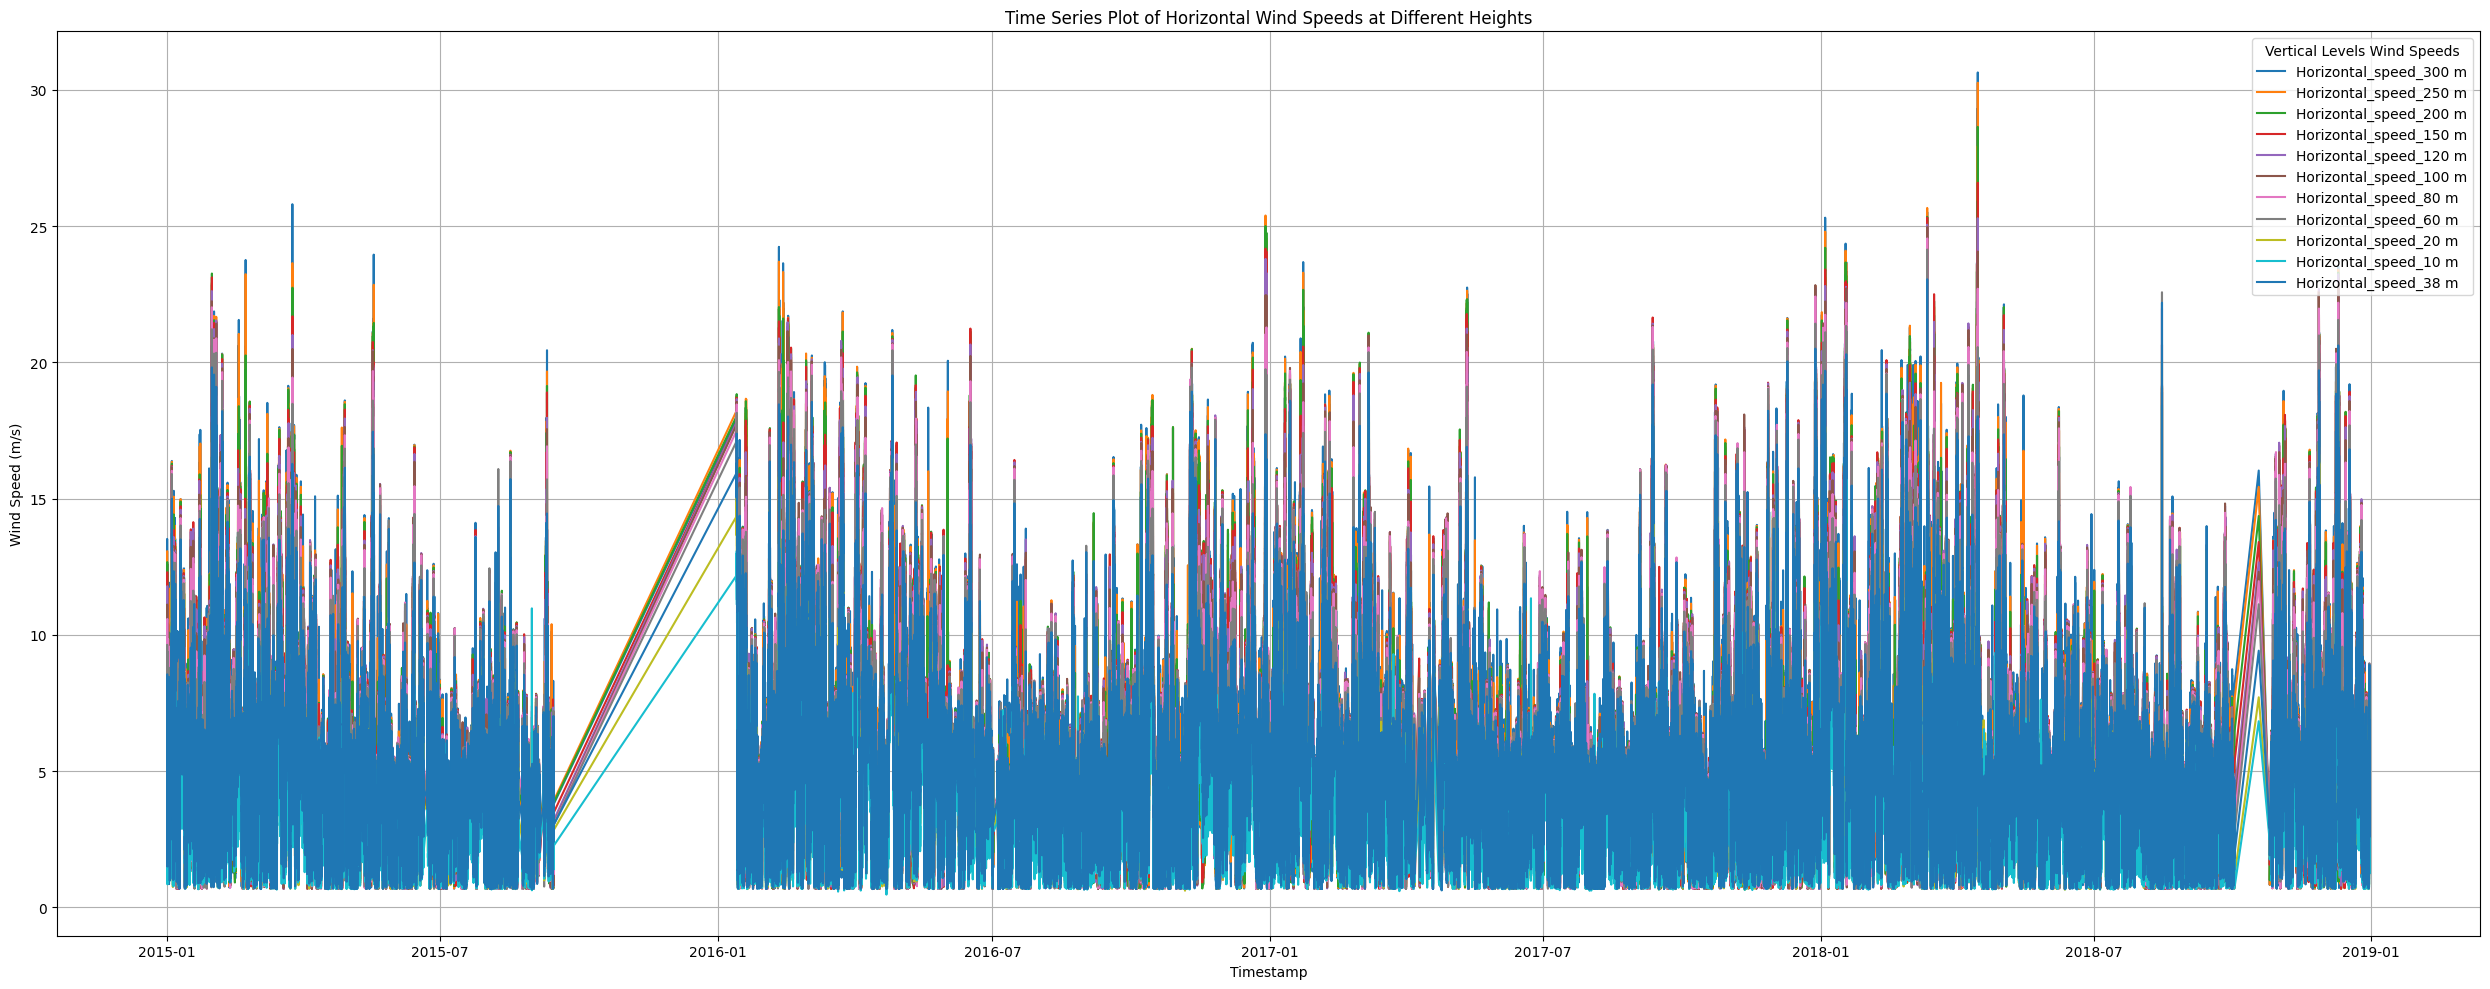 Time Series Plot of Horizontal Wind Speeds at Different Heights
Vertical Levels Wind Speeds
Horizontal_speed_300 m
Horizontal_speed_250 m
Horizontal_speed_200 m
Horizontal_speed_150 m
Horizontal_speed_120 m
Horizontal_speed_100 m
Horizontal_speed_80 m
Horizontal_speed_60 m
Horizontal_speed_20 m
Horizontal_speed_10 m
Horizontal_speed_38 m
Wind Speed (m/s)
30
25
20
15
10
5
0
2015-01 2015-07 2016-01 2016-07 2017-01 2017-07 2018-01 2018-07 2019-01
Timestamp